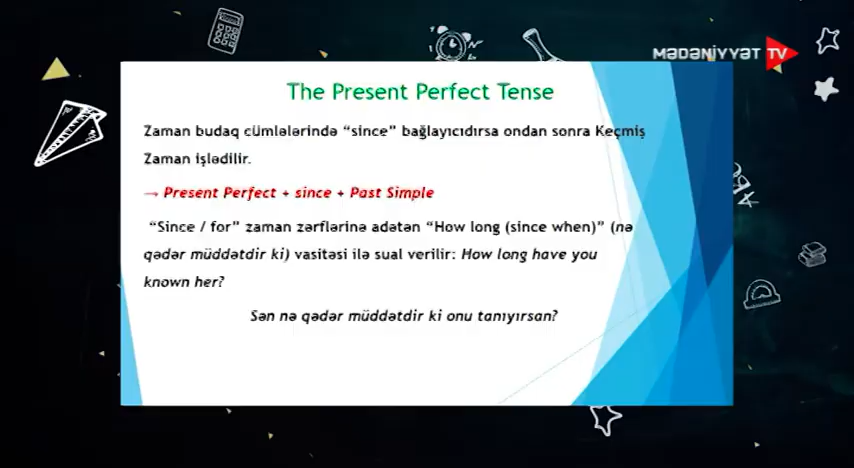 MƏDƏNİYYƏT TV
The Present Perfect Tense
Zaman budaq cümlələrində “since” bağlayıcıdırsa ondan sonra Keçmiş
Zaman işlədilir.
→ Present Perfect + since + Past Simple
“Since / for” zaman zərflərinə adətən “How long (since when)” (nə
qədər müddətdir ki) vasitəsi ilə sual verilir: How long have you
known her?
Sən nə qədər müddətdir ki onu tanıyırsan?
ABC